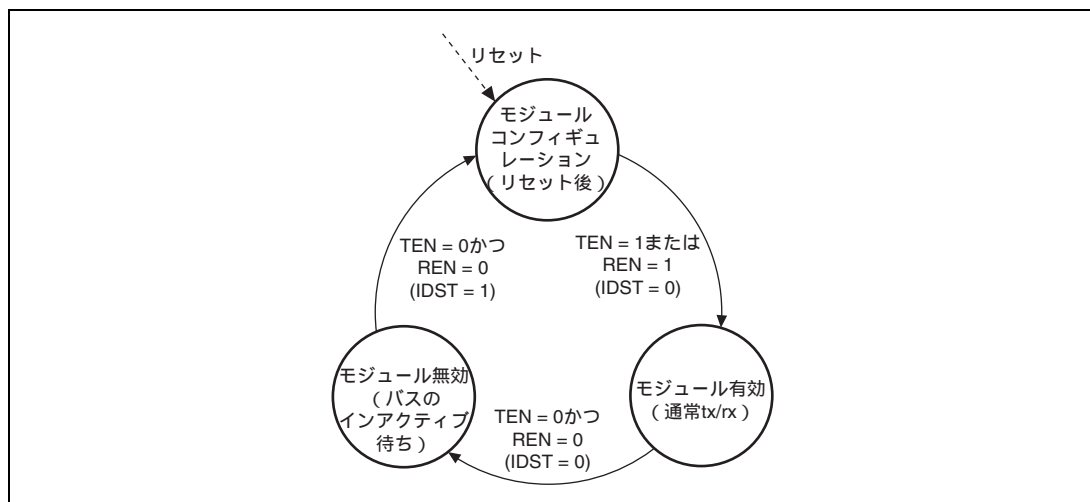 リセット
モジュール
コンフィギュ
レーション
（リセット後）
TEN = 0かつ
REN = 0
(IDST = 1)
TEN = 1または
REN = 1
(IDST = 0)
モジュール無効
（バスの
インアクティブ
待ち）
TEN = 0かつ
REN = 0
(IDST = 0)
モジュール有効
（通常tx/rx）